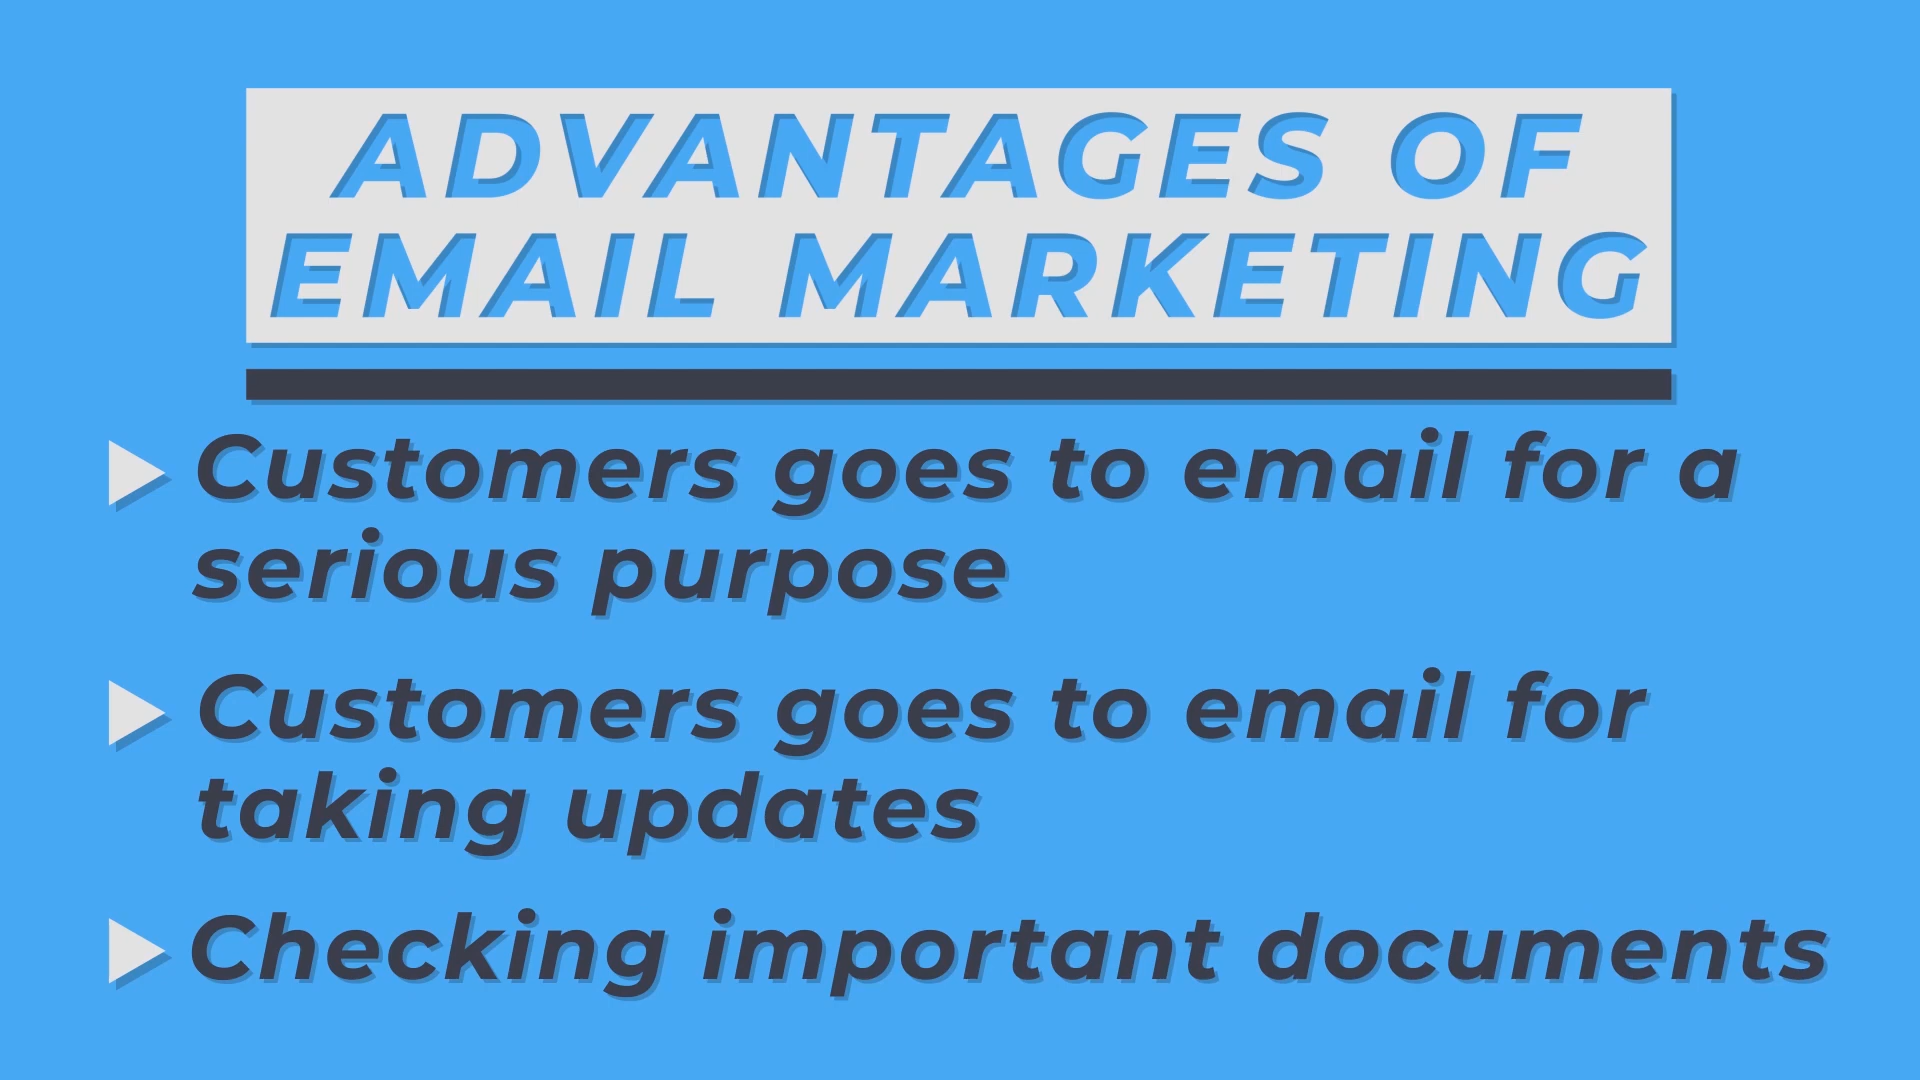 ADVANTAGES OF
EMAIL MARKETING
Customers goes to email for a
serious purpose
Customers goes to email for
taking updates
Checking important documents